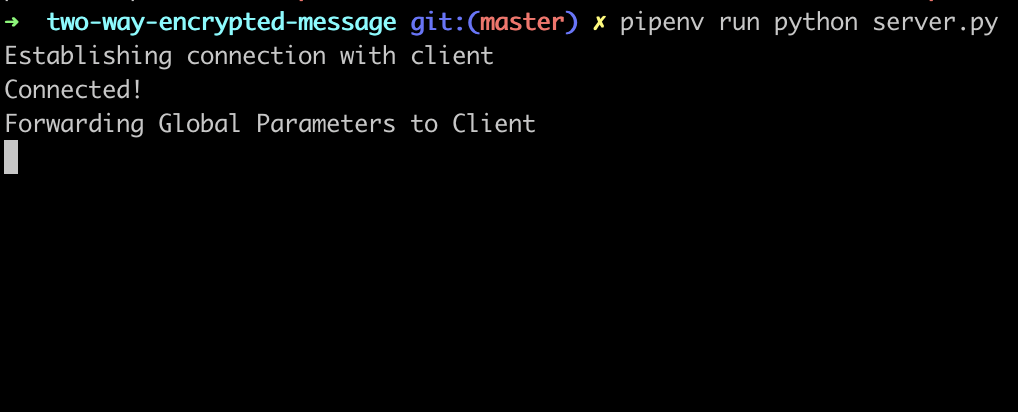 ➜ two-way-encrypted-message git:(master) ✗ pipenv run python server.py
Establishing connection with client
Connected!
Forwarding Global Parameters to Client